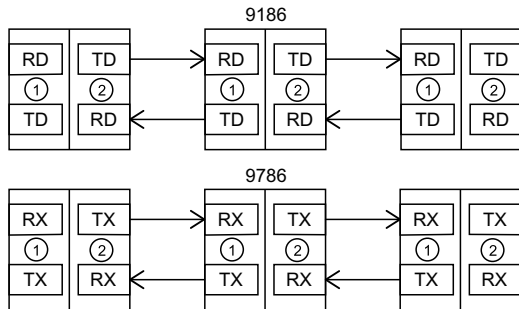 9186
RD TD RD TD RD TD
1 2 1 2 1 2
TD RD TD RD TD RD
9786
RX TX RX TX RX TX
1 2 1 2 1 2
TX RX TX RX TX RX